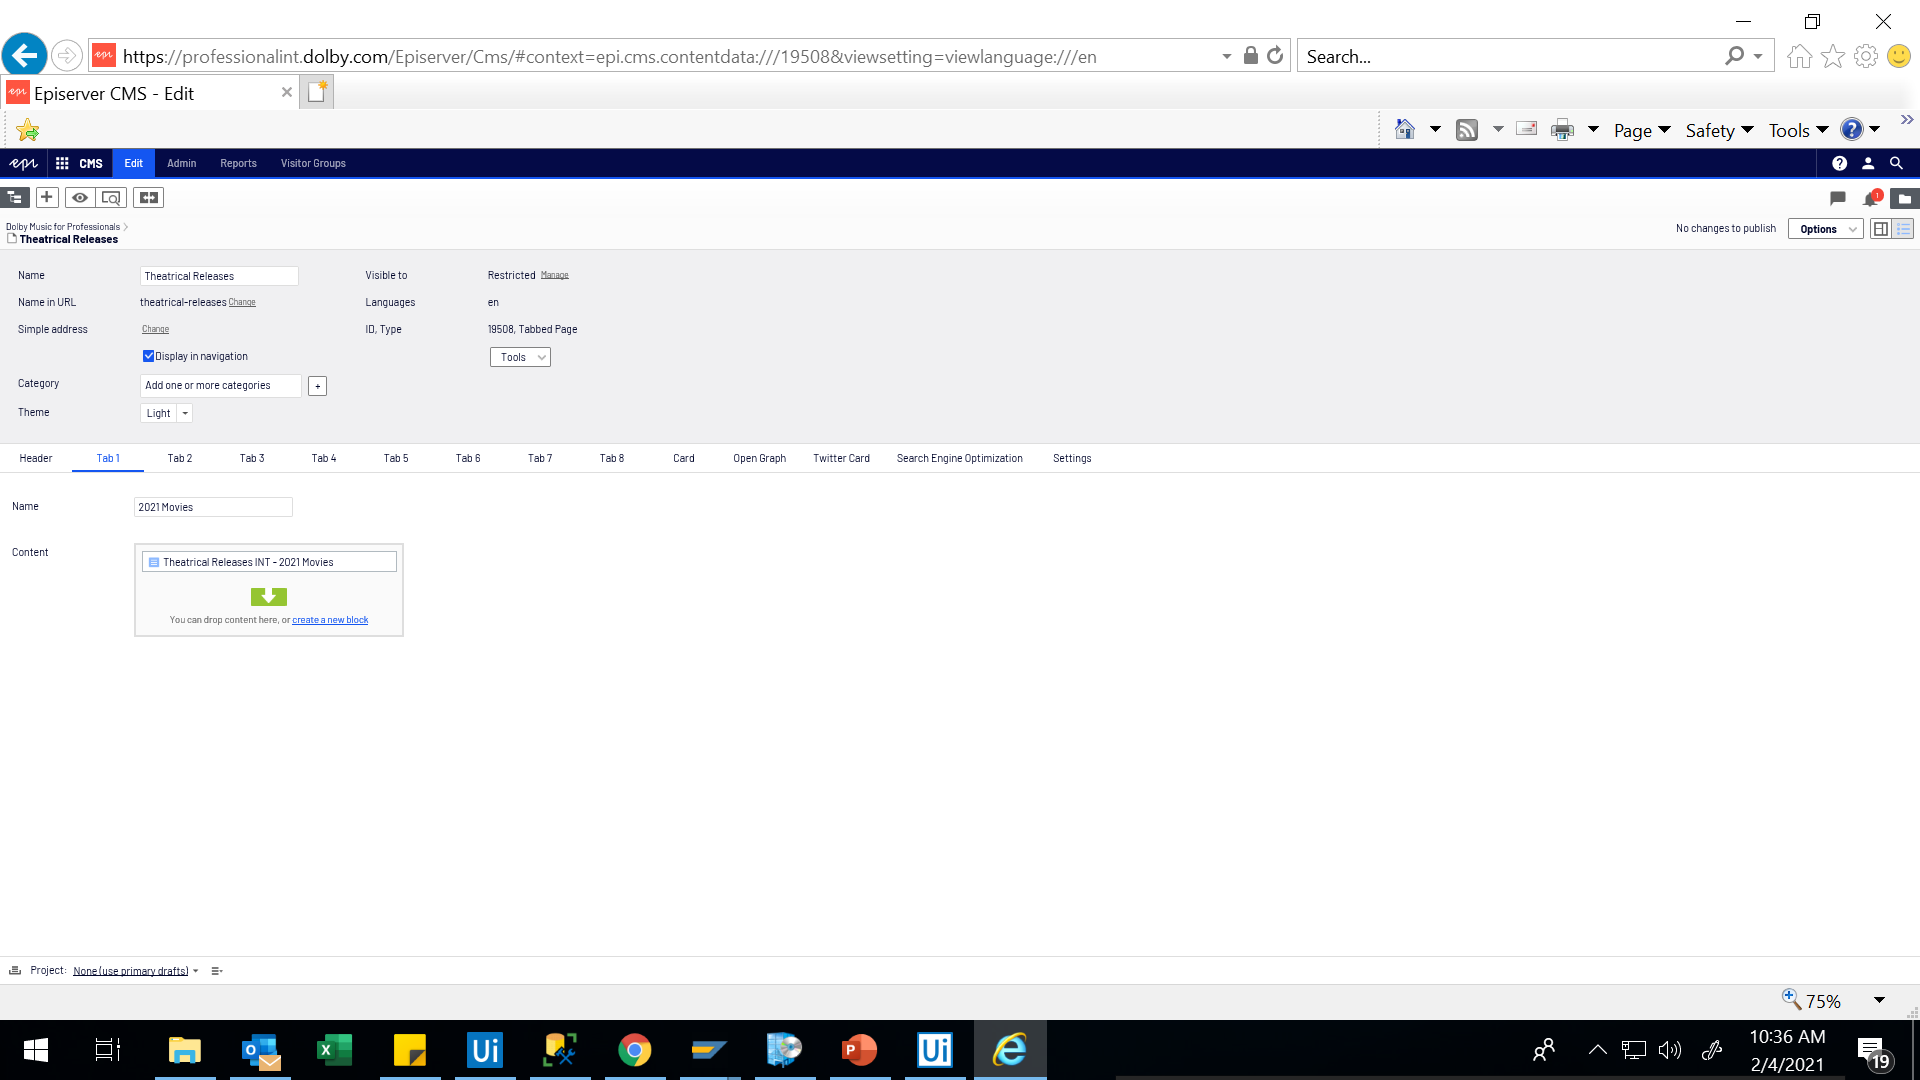 https://professionalint.dolby.com/Episerver/Cms/#context=epi.cms.contentdata:///19508&viewsetting=viewlanguage:///en
Search...
Episerver CMS - Edit
Page
Safety
Tools
epi
CMS
Edit
Admin
Reports
Visitor Groups
1
Dolby Music for Professionals
Theatrical Releases
No changes to publish
Options
Name
Theatrical Releases
Visible to
Restricted
Manage
Name in URL
theatrical-releases
Change
Languages
en
Simple address
Change
ID, Type
19508, Tabbed Page
Display in navigation
Tools
Category
Add one or more categories
+
Theme
Light
Header
Tab 1
Tab 2
Tab 3
Tab 4
Tab 5
Tab 6
Tab 7
Tab 8
Card
Open Graph
Twitter Card
Search Engine Optimization
Settings
Name
2021 Movies
Content
Theatrical Releases INT - 2021 Movies
You can drop content here, or create a new block
Project: None (use primary drafts)
75%
Ui
Ui
10:36 AM
2/4/2021
19